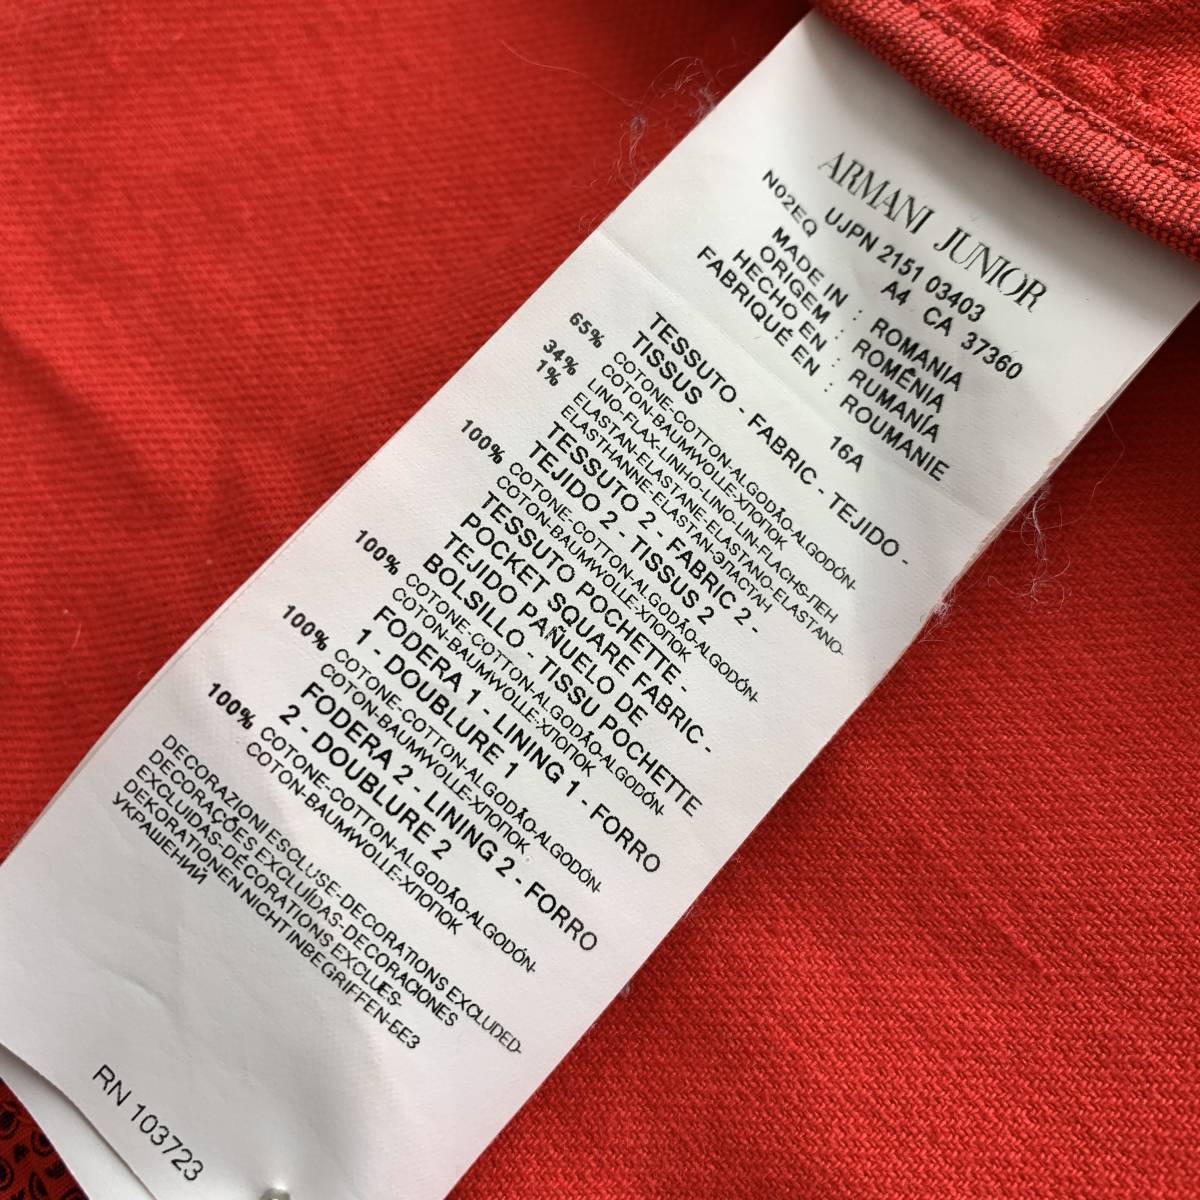 ARMANI JUNIOR
N02EQ UJPN 2151 03403
A4 CA 37360
MADE IN : ROMANIA
ORIGEM : ROMÊNIA
HECHO EN : RUMANÍA
FABRIQUÉ EN : ROUMANIE
16A
TESSUTO - FABRIC - TEJIDO -
TISSUS
65% COTONE-COTTON-ALGODÃO-ALGODÓN-
COTON-BAUMWOLLE-ХЛОПОК
34% LINO-FLAX-LINHO-LINO-LIN-FLACHS-ЛЕН
1% ELASTAN-ELASTANE-ELASTANO-ELASTANO-
ELASTHANNE-ELASTAN-ЭЛАСТАН
TESSUTO 2 - FABRIC 2 -
TEJIDO 2 - TISSUS 2
100% COTONE-COTTON-ALGODÃO-ALGODÓN-
COTON-BAUMWOLLE-ХЛОПОК
TESSUTO POCHETTE -
POCKET SQUARE FABRIC -
TEJIDO PAÑUELO DE
BOLSILLO - TISSU POCHETTE
100% COTONE-COTTON-ALGODÃO-ALGODÓN-
COTON-BAUMWOLLE-ХЛОПОК
FODERA 1 - LINING 1 - FORRO
1 - DOUBLURE 1
100% COTONE-COTTON-ALGODÃO-ALGODÓN-
COTON-BAUMWOLLE-ХЛОПОК
FODERA 2 - LINING 2 - FORRO
2 - DOUBLURE 2
100% COTONE-COTTON-ALGODÃO-ALGODÓN-
COTON-BAUMWOLLE-ХЛОПОК
DECORAZIONI ESCLUSE-DECORATIONS EXCLUDED-
DECORAÇÕES EXCLUÍDAS-DECORACIONES
EXCLUIDAS-DÉCORATIONS EXCLUES-
DEKORATIONEN NICHT INBEGRIFFEN-БЕЗ
УКРАШЕНИЙ
RN 103723